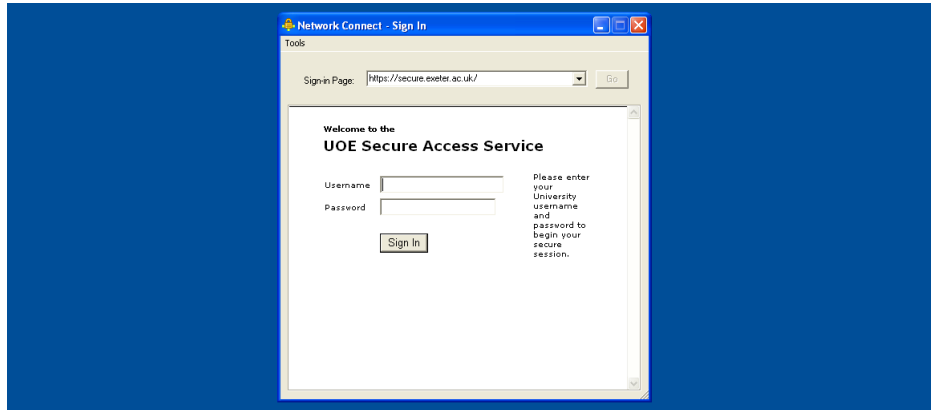 Network Connect - Sign In
Tools
Sign-in Page: https://secure.exeter.ac.uk/ Go
Welcome to the
UOE Secure Access Service
Username
Password
Sign In
Please enter
your
University
username
and
password to
begin your
secure
session.